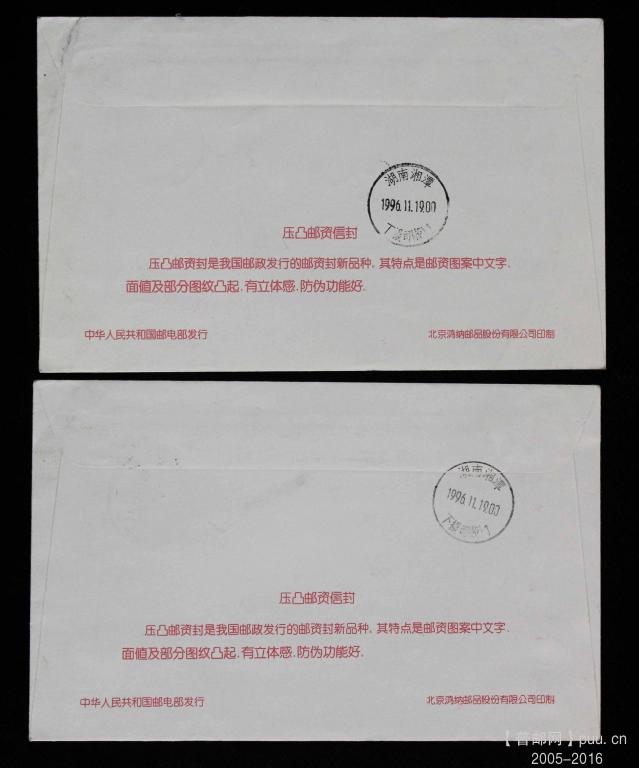 湖南湘潭
1996.11.19.00
压凸邮资信封
压凸邮资封是我国邮政发行的邮资封新品种,其特点是邮资图案中文字、
面值及部分图纹凸起,有立体感,防伪功能好.
中华人民共和国邮电部发行
北京鸿纳邮品股份有限公司印制
湖南湘潭
1996.11.19.00
压凸邮资信封
压凸邮资封是我国邮政发行的邮资封新品种,其特点是邮资图案中文字、
面值及部分图纹凸起,有立体感,防伪功能好.
中华人民共和国邮电部发行
北京鸿纳邮品股份有限公司印制
【普邮网】puu.cn
2005-2016